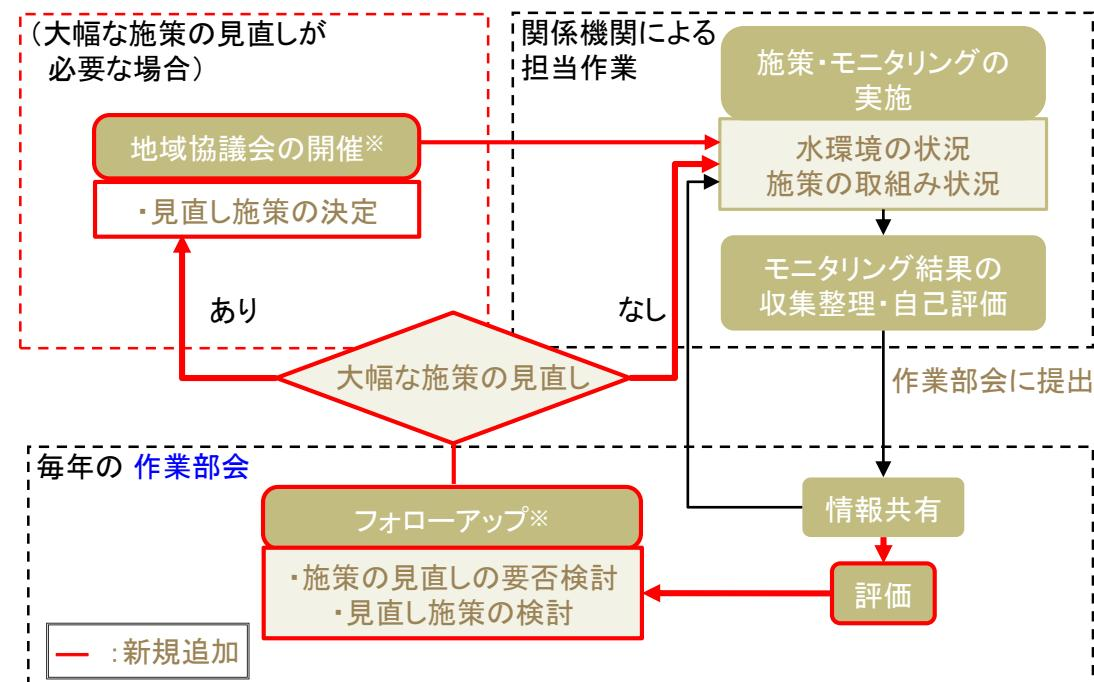 (大幅な施策の見直しが
必要な場合)
地域協議会の開催※
・見直し施策の決定
あり
関係機関による
担当作業
施策・モニタリングの
実施
水環境の状況
施策の取組み状況
モニタリング結果の
収集整理・自己評価
なし
大幅な施策の見直し
作業部会に提出
毎年の 作業部会
フォローアップ※
・施策の見直しの要否検討
・見直し施策の検討
情報共有
評価
:新規追加